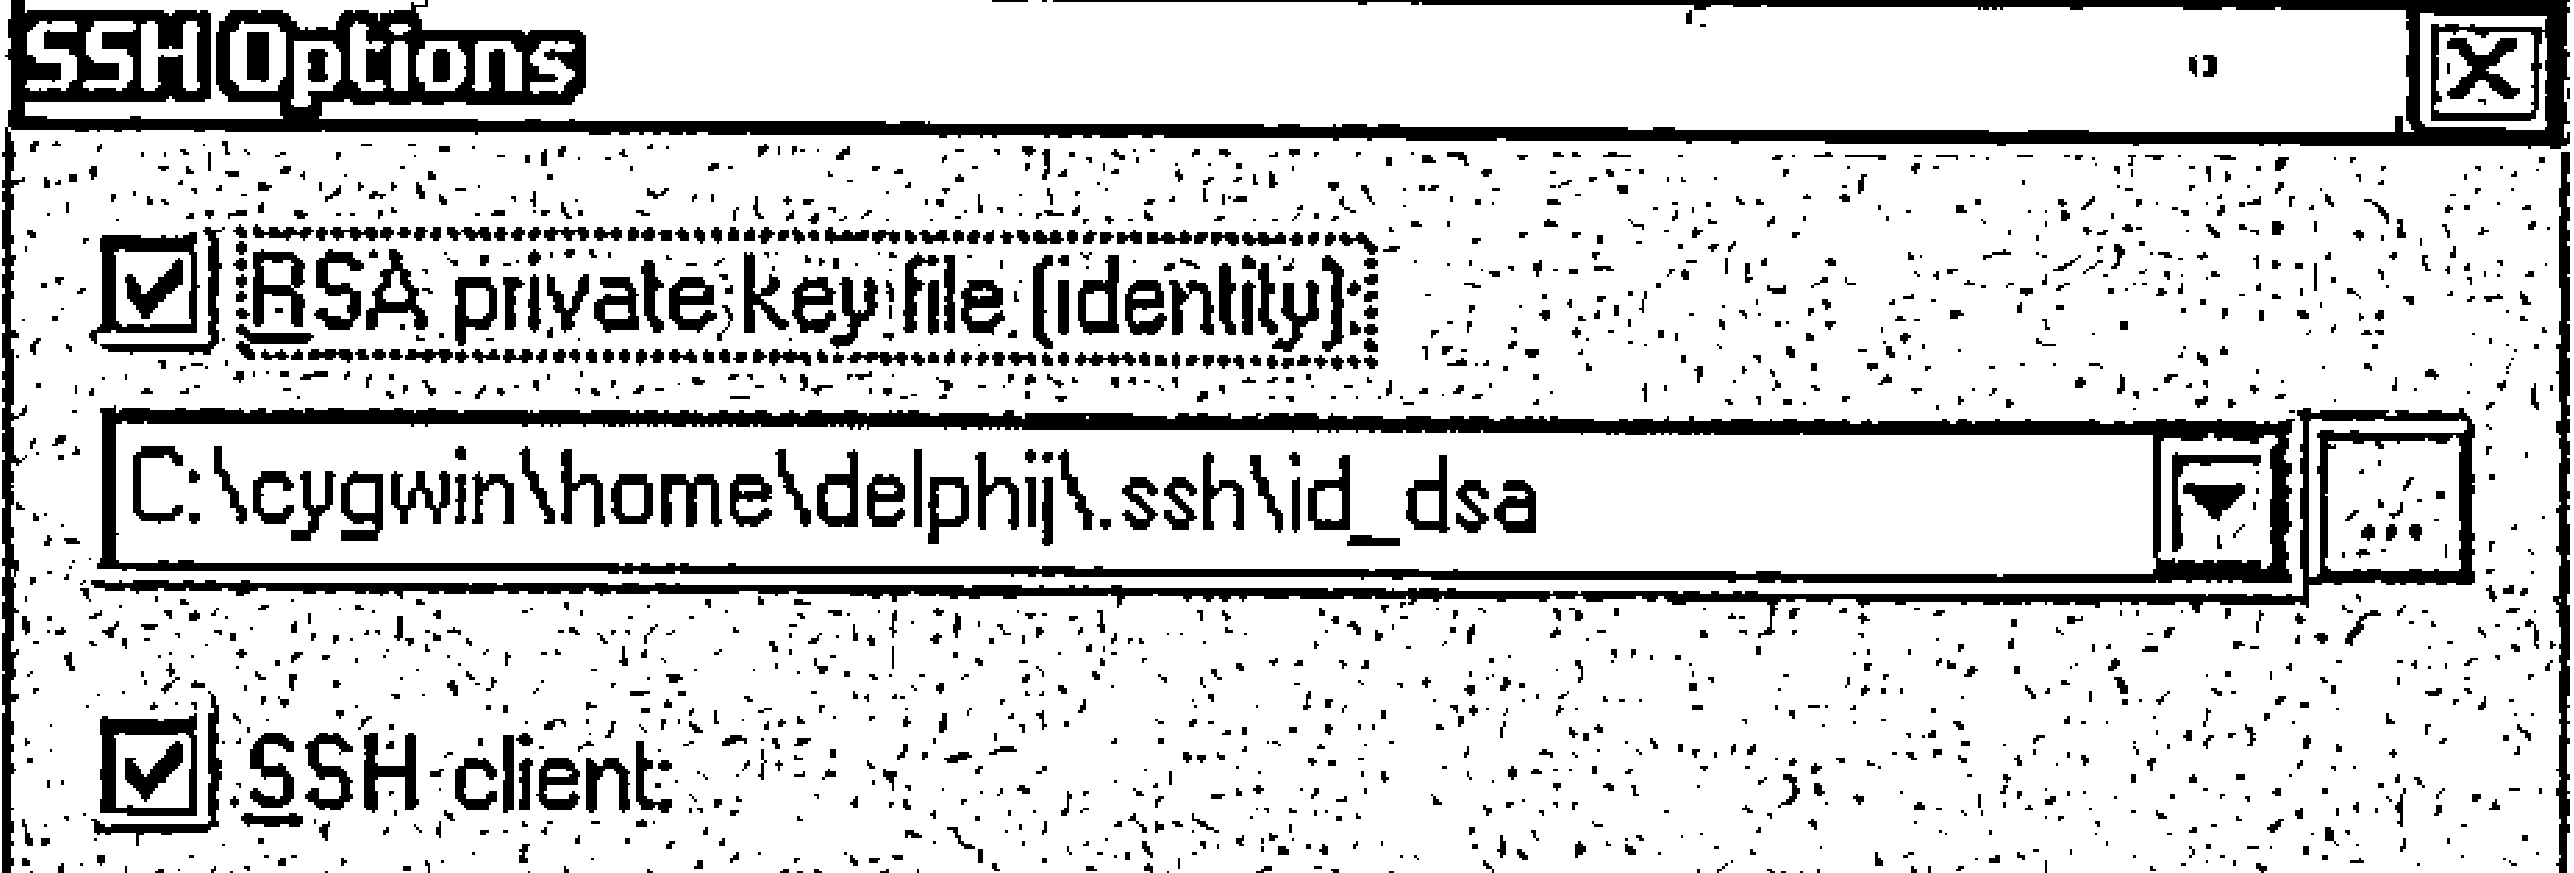 SSH Options
RSA private key file (identity):
C:\cygwin\home\delphij\.ssh\id_dsa
...
SSH client: